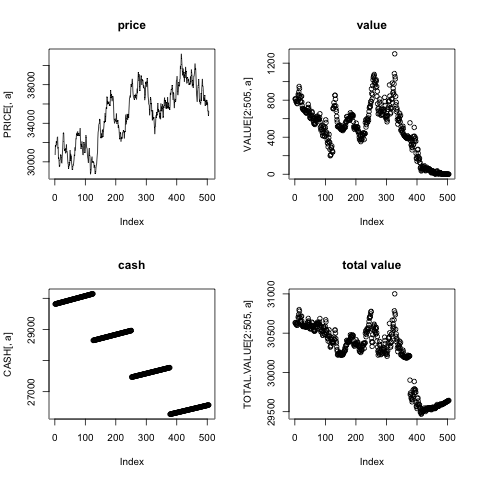 price
PRICE[, a]
30000 34000 38000
0 100 200 300 400 500
Index
value
VALUE[2:505, a]
0 400 800 1200
0 100 200 300 400 500
Index
cash
CASH[, a]
27000 29000
0 100 200 300 400 500
Index
total value
TOTAL.VALUE[2:505, a]
29500 30000 30500 31000
0 100 200 300 400 500
Index